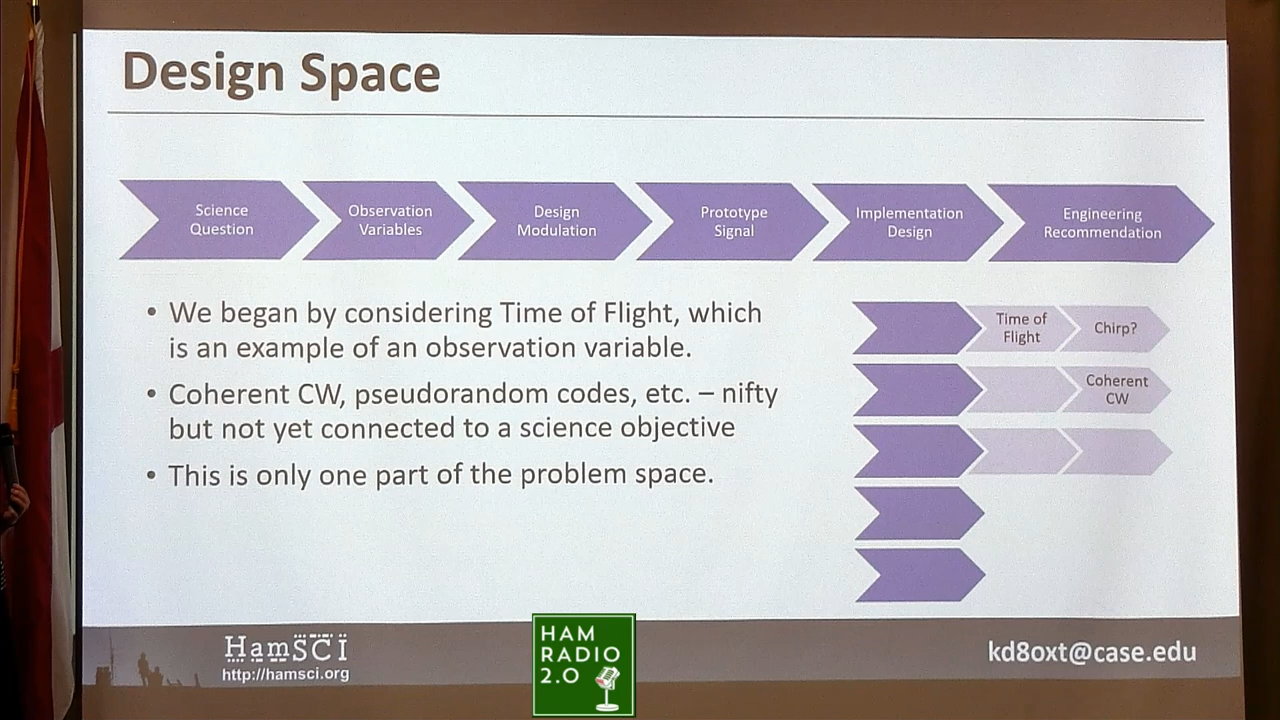 Design Space
Science
Question
Observation
Variables
Design
Modulation
Prototype
Signal
Implementation
Design
Engineering
Recommendation
• We began by considering Time of Flight, which
is an example of an observation variable.
• Coherent CW, pseudorandom codes, etc. – nifty
but not yet connected to a science objective
• This is only one part of the problem space.
Time of
Flight
Chirp?
Coherent
CW
HamSCI
http://hamsci.org
HAM
RADIO
2.0
kd8oxt@case.edu